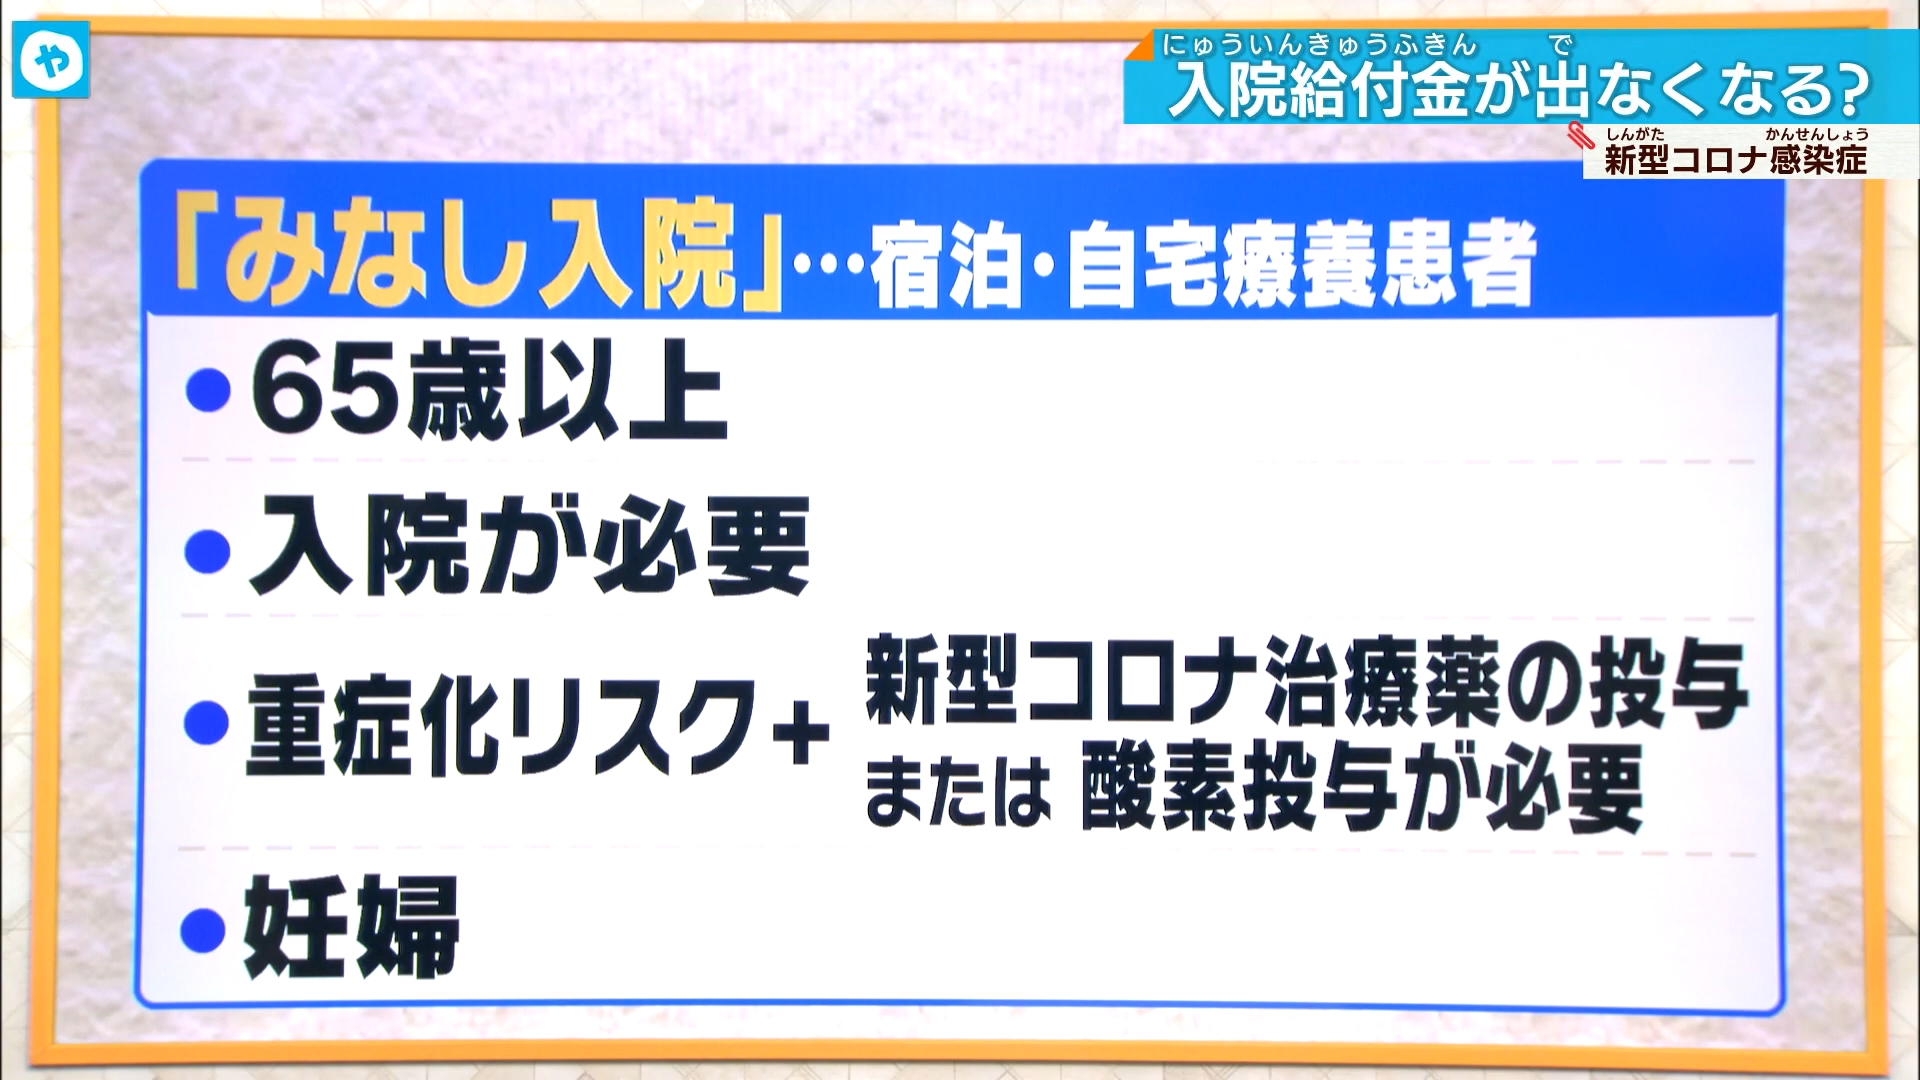 や
にゅういんきゅうふきん で
入院給付金が出なくなる?
しんがた かんせんしょう
新型コロナ感染症
「みなし入院」…宿泊・自宅療養患者
●65歳以上
●入院が必要
●重症化リスク+ 新型コロナ治療薬の投与
または 酸素投与が必要
●妊婦